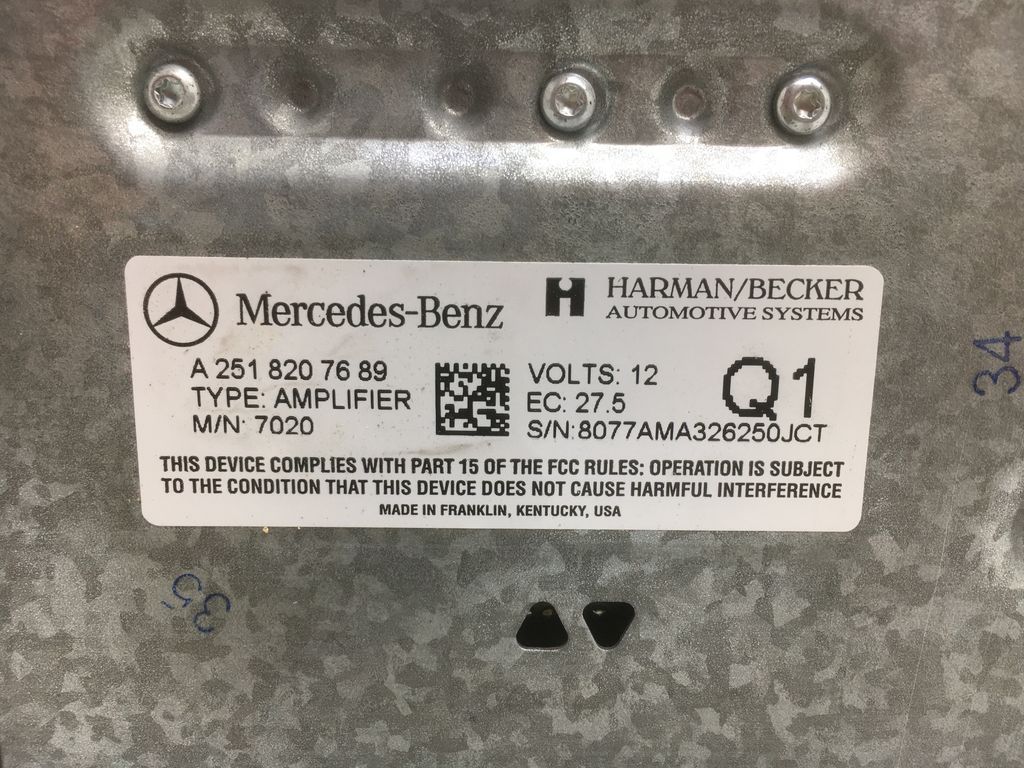 Mercedes-Benz
HARMAN/BECKER
AUTOMOTIVE SYSTEMS
A 251 820 76 89
TYPE: AMPLIFIER
M/N: 7020
VOLTS: 12
EC: 27.5
S/N:8077AMA326250JCT
Q1
THIS DEVICE COMPLIES WITH PART 15 OF THE FCC RULES: OPERATION IS SUBJECT
TO THE CONDITION THAT THIS DEVICE DOES NOT CAUSE HARMFUL INTERFERENCE
MADE IN FRANKLIN, KENTUCKY, USA
34
35